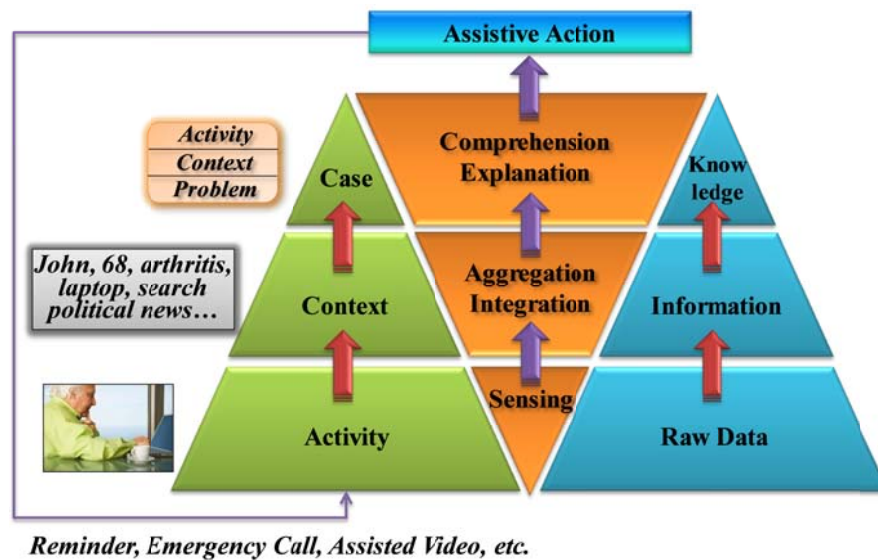 Assistive Action
Activity
Context
Problem
Case
Comprehension
Explanation
Know
ledge
John, 68, arthritis,
laptop, search
political news…
Context
Aggregation
Integration
Information
Activity
Sensing
Raw Data
Reminder, Emergency Call, Assisted Video, etc.